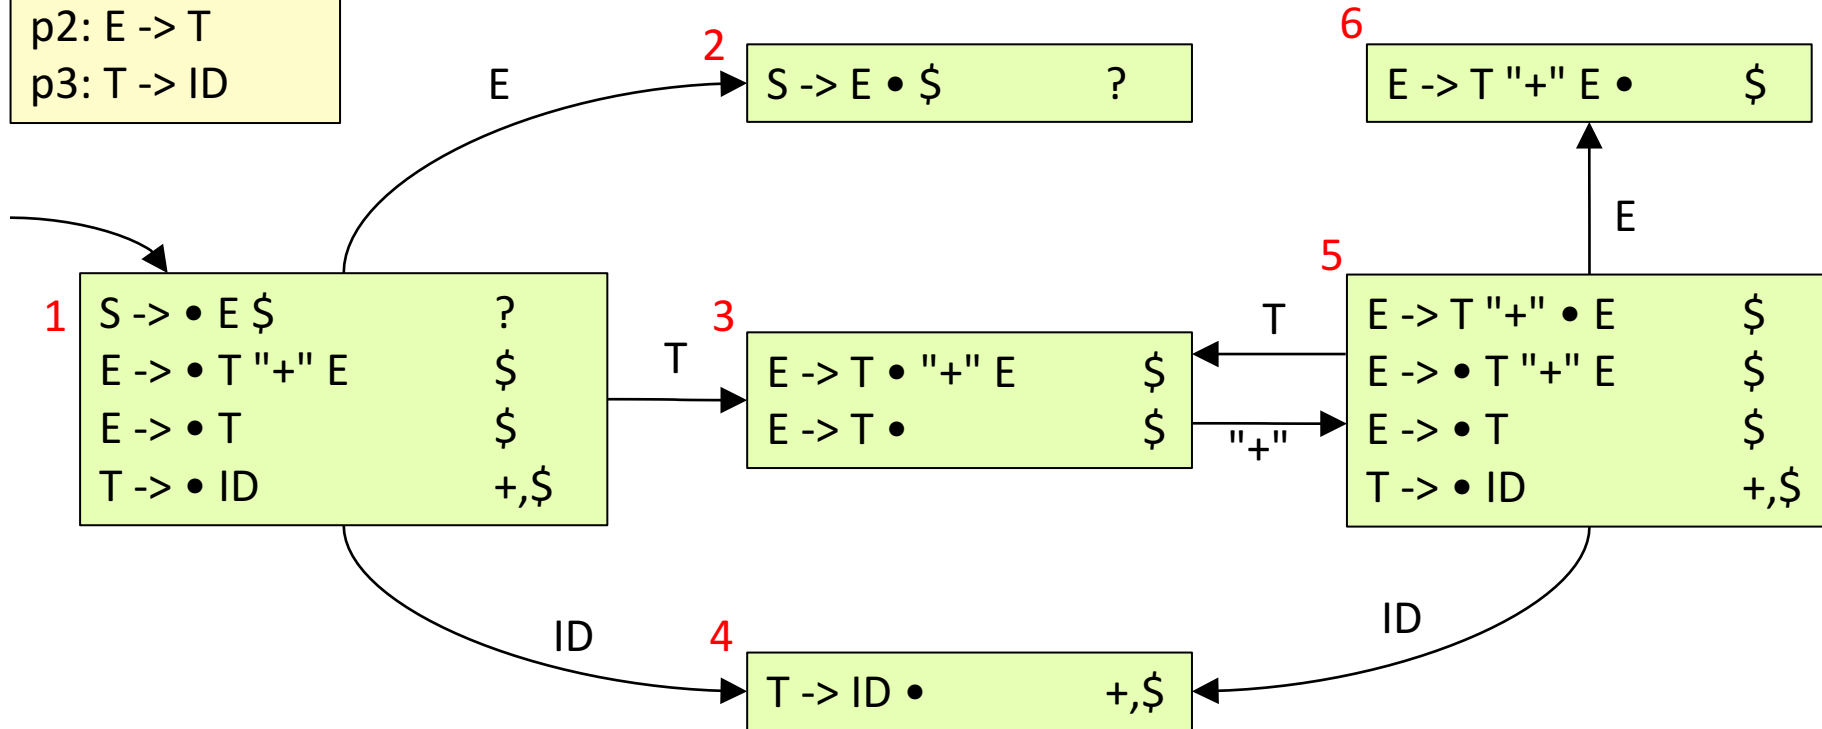 p2: E -> T
p3: T -> ID
E
2
S -> E • $ ?
6
E -> T "+" E • $
E
1
S -> • E $ ?
E -> • T "+" E $
E -> • T $
T -> • ID +,$
T
3
E -> T • "+" E $
E -> T • $
T
"+"
5
E -> T "+" • E $
E -> • T "+" E $
E -> • T $
T -> • ID +,$
ID
4
T -> ID • +,$
ID